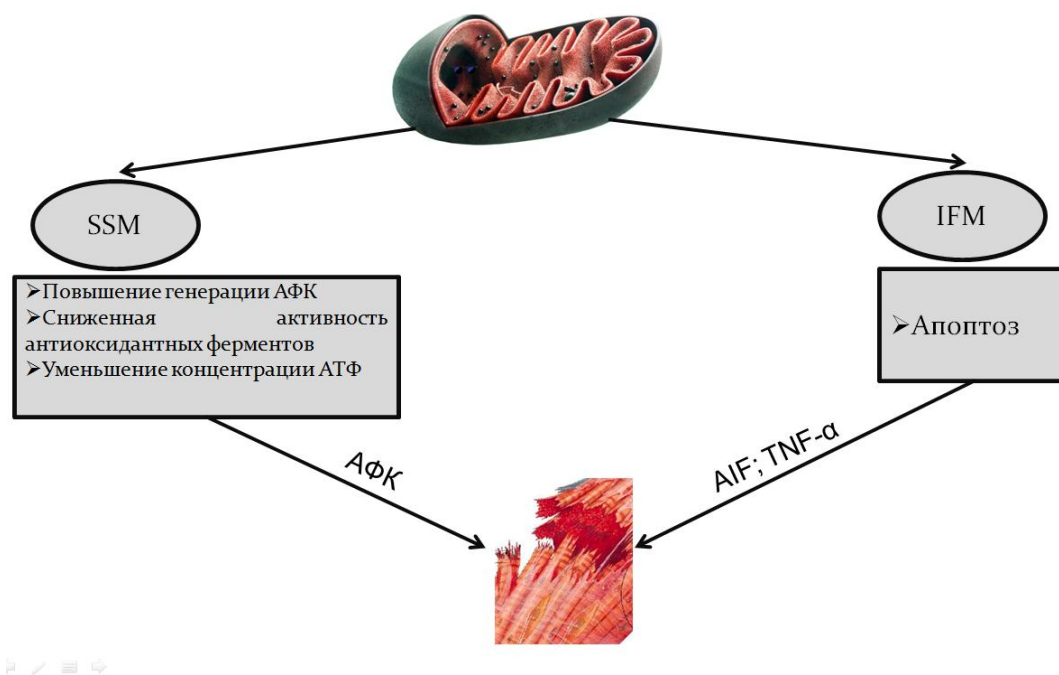 SSM
IFM
➢Повышение генерации АФК
➢Сниженная активность
антиоксидантных ферментов
➢Уменьшение концентрации АТФ
➢Апоптоз
АФК
AIF; TNF-α